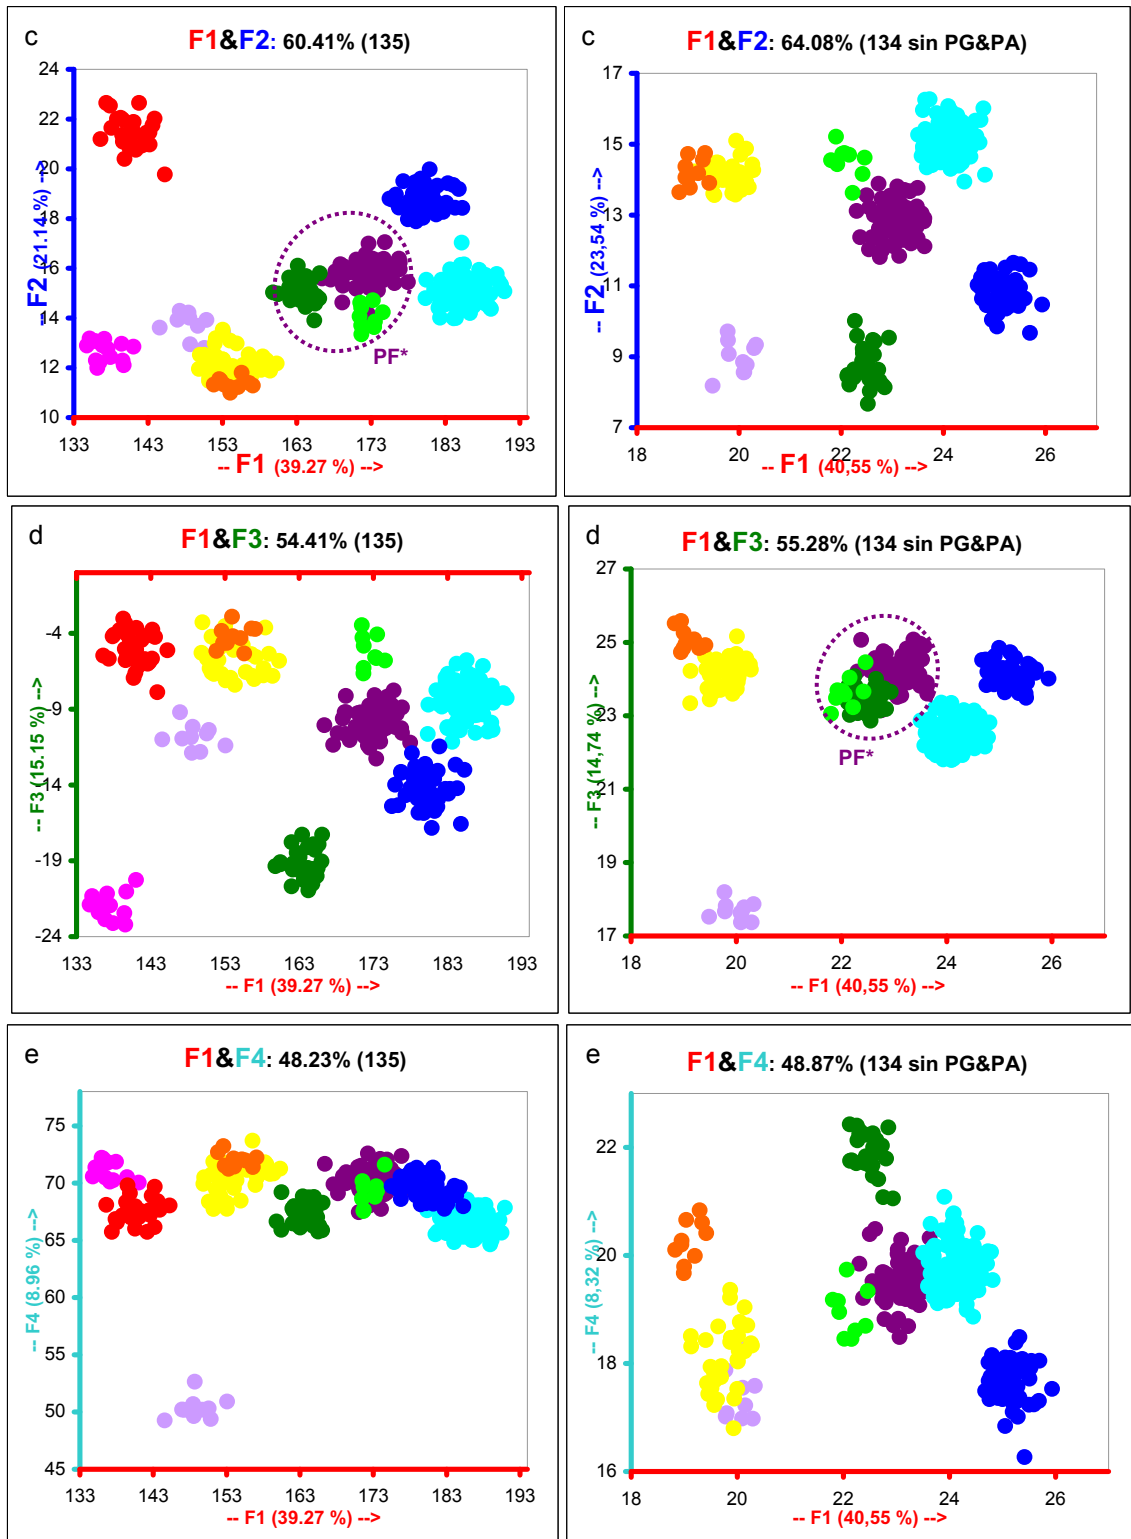 c
F1&F2: 60.41% (135)
24
22
20
18
16
14
12
10
-- F2 (21.14 %) -->
PF*
133 143 153 163 173 183 193
-- F1 (39.27 %) -->
c
F1&F2: 64.08% (134 sin PG&PA)
17
15
13
11
9
7
-- F2 (23,54 %) -->
18 20 22 24 26
-- F1 (40,55 %) -->
d
F1&F3: 54.41% (135)
-4
-9
-14
-19
-24
-- F3 (15.15 %) -->
133 143 153 163 173 183 193
-- F1 (39.27 %) -->
d
F1&F3: 55.28% (134 sin PG&PA)
27
25
23
21
19
17
-- F3 (14,74 %) -->
PF*
18 20 22 24 26
-- F1 (40,55 %) -->
e
F1&F4: 48.23% (135)
75
70
65
60
55
50
45
-- F4 (8.96 %) -->
133 143 153 163 173 183 193
-- F1 (39.27 %) -->
e
F1&F4: 48.87% (134 sin PG&PA)
22
20
18
16
-- F4 (8,32 %) -->
18 20 22 24 26
-- F1 (40,55 %) -->